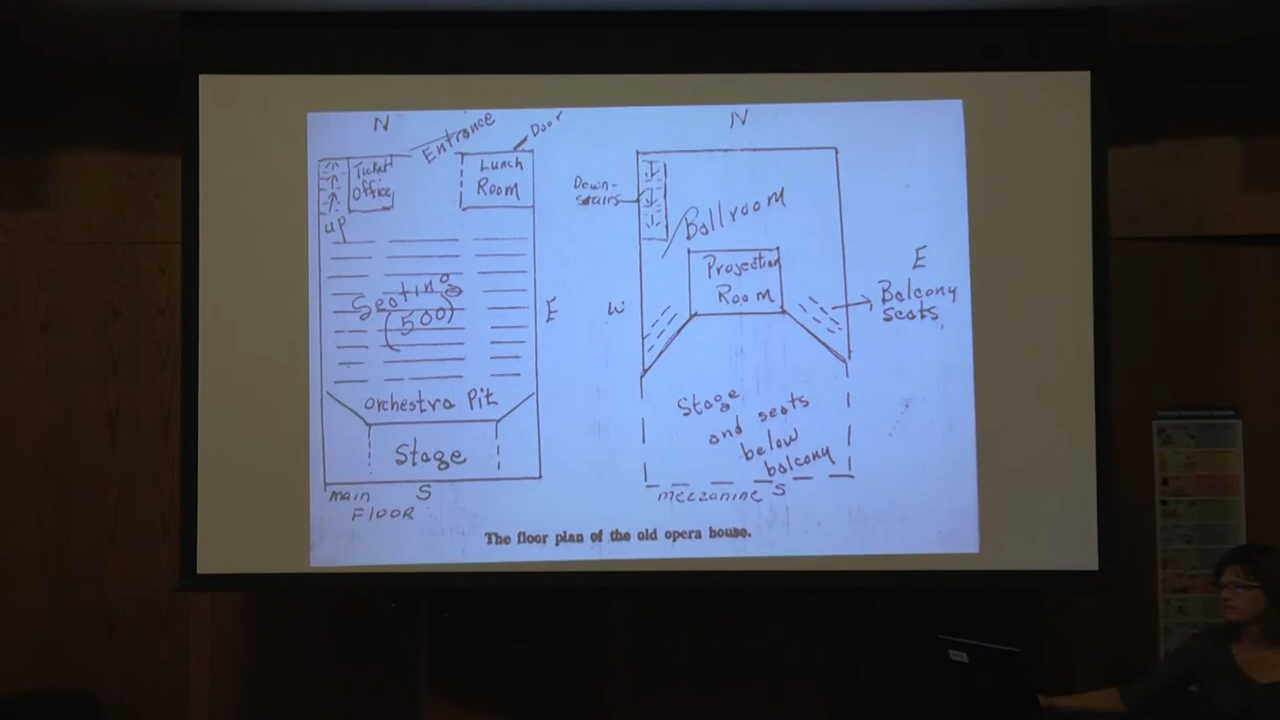 N
Entrance
Door
Ticket
Office
Lunch
Room
up
Seating
(500)
E
Orchestra Pit
Stage
main
FLOOR
S
N
Down-
stairs
Ballroom
Projection
Room
W
E
Balcony
seats
Stage
and seats
below
balcony
mezzanine
S
The floor plan of the old opera house.